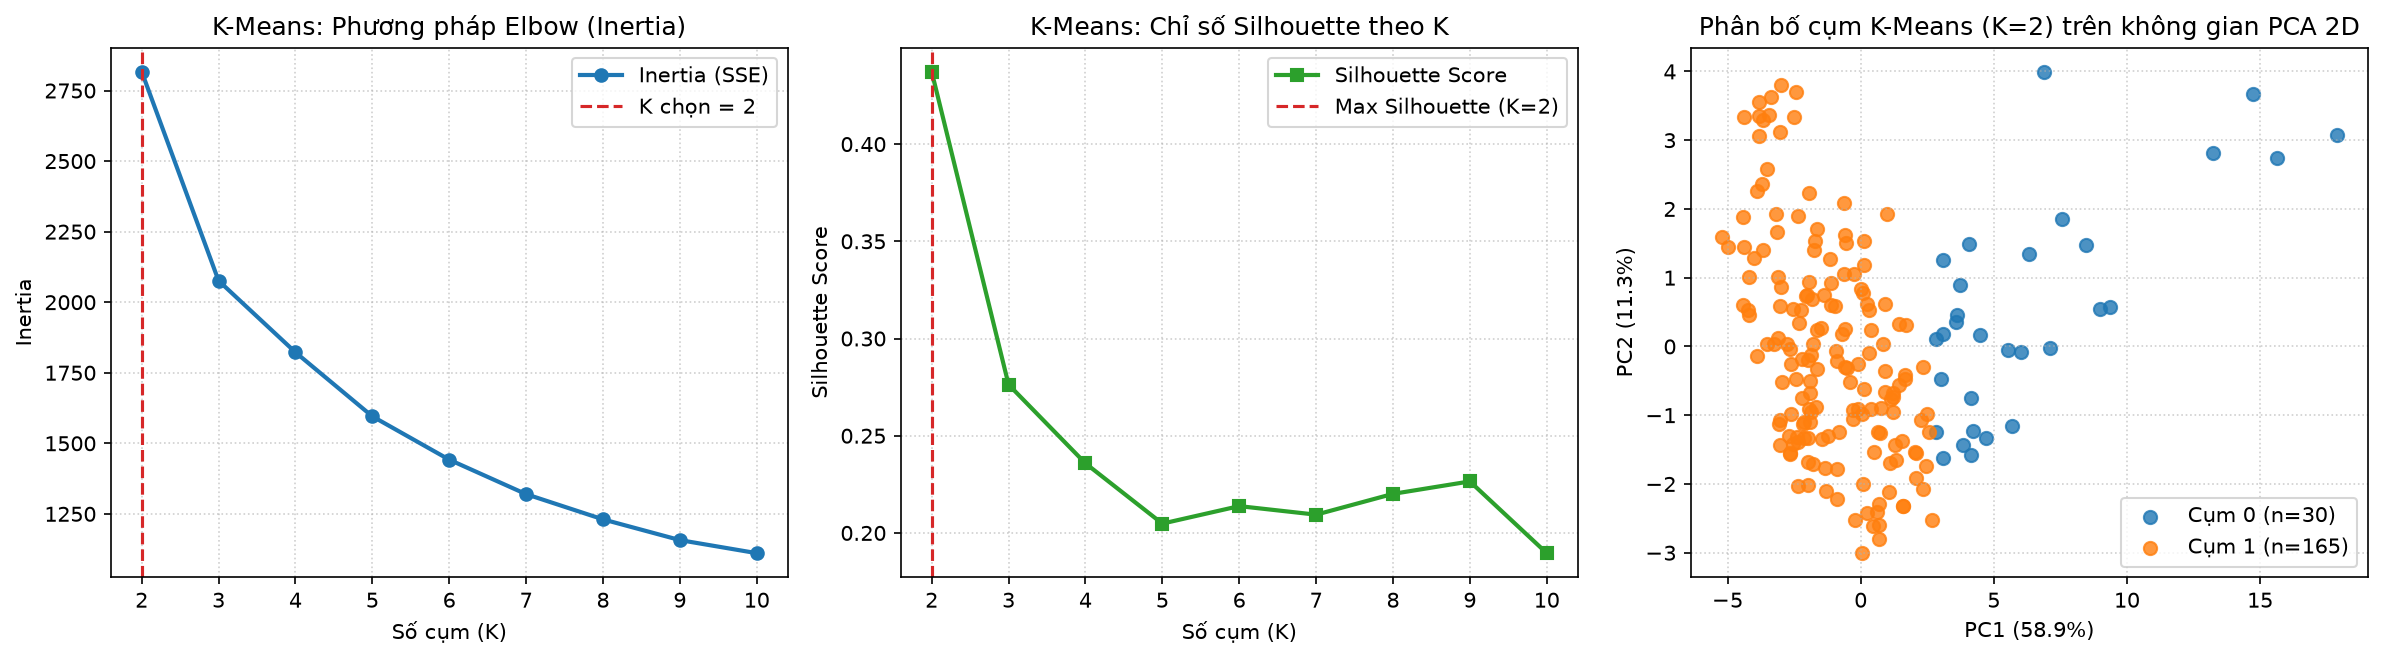 K-Means: Phương pháp Elbow (Inertia)
Inertia (SSE)
K chọn = 2
2750
2500
2250
2000
1750
1500
1250
Inertia
2 3 4 5 6 7 8 9 10
Số cụm (K)
K-Means: Chỉ số Silhouette theo K
Silhouette Score
Max Silhouette (K=2)
0.40
0.35
0.30
0.25
0.20
Silhouette Score
2 3 4 5 6 7 8 9 10
Số cụm (K)
Phân bố cụm K-Means (K=2) trên không gian PCA 2D
4
3
2
1
0
−1
−2
−3
PC2 (11.3%)
Cụm 0 (n=30)
Cụm 1 (n=165)
−5 0 5 10 15
PC1 (58.9%)